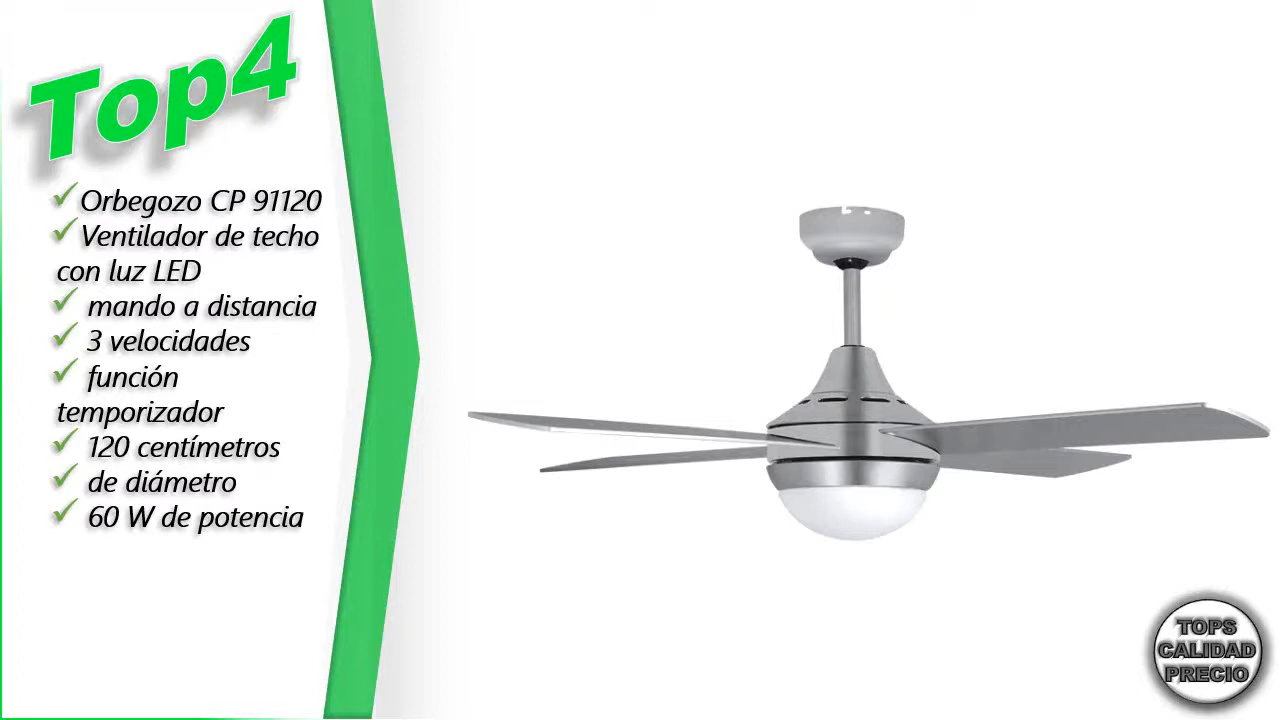 Top4
✓Orbegozo CP 91120
✓Ventilador de techo
con luz LED
✓ mando a distancia
✓ 3 velocidades
✓ función
temporizador
✓ 120 centímetros
✓ de diámetro
✓ 60 W de potencia
TOPS
CALIDAD
PRECIO